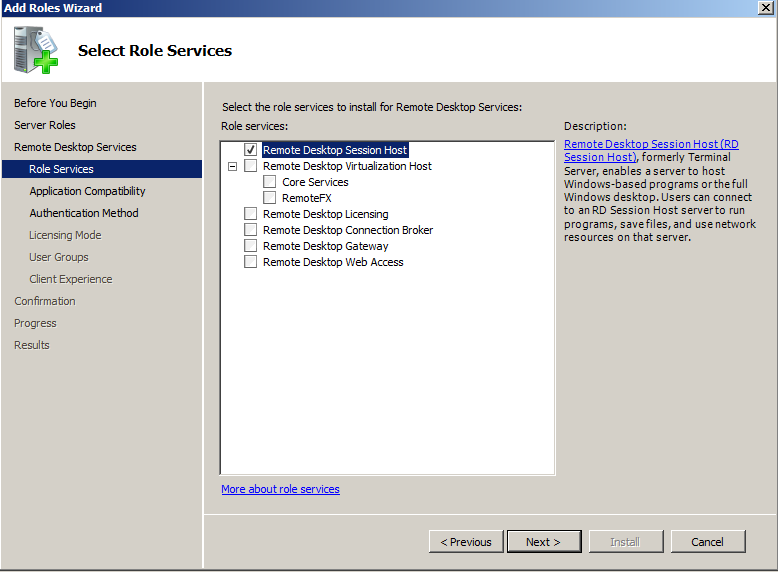 Add Roles Wizard
Select Role Services
Before You Begin
Server Roles
Remote Desktop Services
Role Services
Application Compatibility
Authentication Method
Licensing Mode
User Groups
Client Experience
Confirmation
Progress
Results
Select the role services to install for Remote Desktop Services:
Role services:
Remote Desktop Session Host
Remote Desktop Virtualization Host
Core Services
RemoteFX
Remote Desktop Licensing
Remote Desktop Connection Broker
Remote Desktop Gateway
Remote Desktop Web Access
More about role services
Description:
Remote Desktop Session Host (RD
Session Host), formerly Terminal
Server, enables a server to host
Windows-based programs or the full
Windows desktop. Users can connect
to an RD Session Host server to run
programs, save files, and use network
resources on that server.
< Previous
Next >
Install
Cancel